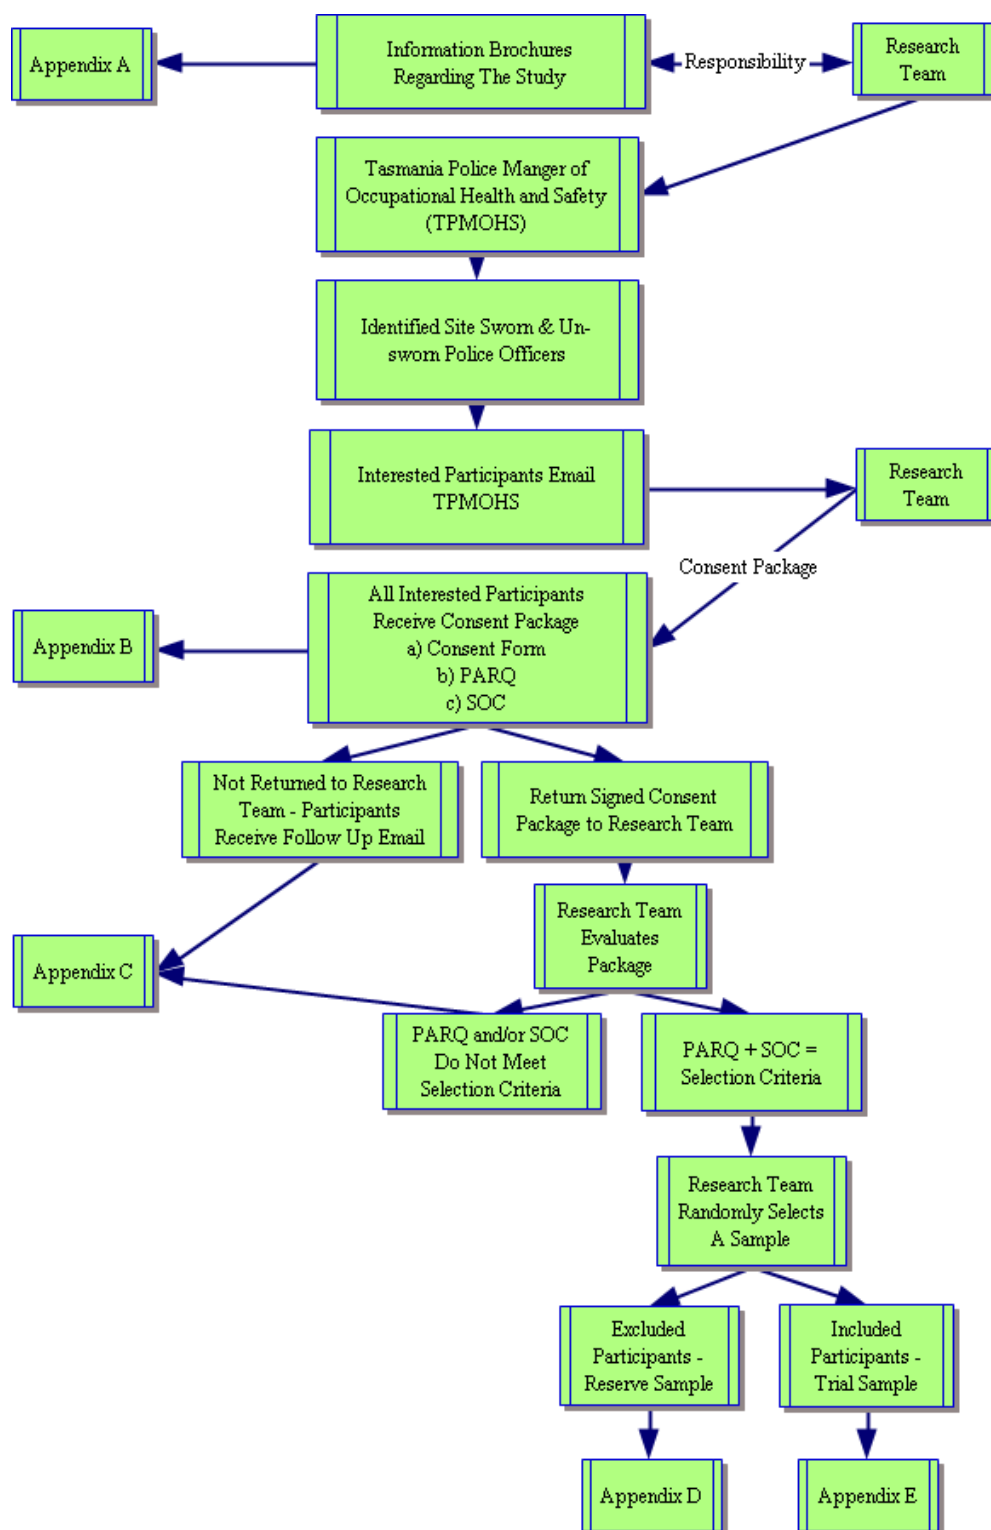 Appendix A
Information Brochures
Regarding The Study
Responsibility
Research
Team
Tasmania Police Manger of
Occupational Health and Safety
(TPMOHS)
Identified Site Sworn & Un-
sworn Police Officers
Interested Participants Email
TPMOHS
Research
Team
Consent Package
All Interested Participants
Receive Consent Package
a) Consent Form
b) PARQ
c) SOC
Appendix B
Not Returned to Research
Team - Participants
Receive Follow Up Email
Return Signed Consent
Package to Research Team
Research Team
Evaluates
Package
Appendix C
PARQ and/or SOC
Do Not Meet
Selection Criteria
PARQ + SOC =
Selection Criteria
Research Team
Randomly Selects
A Sample
Excluded
Participants -
Reserve Sample
Included
Participants -
Trial Sample
Appendix D
Appendix E